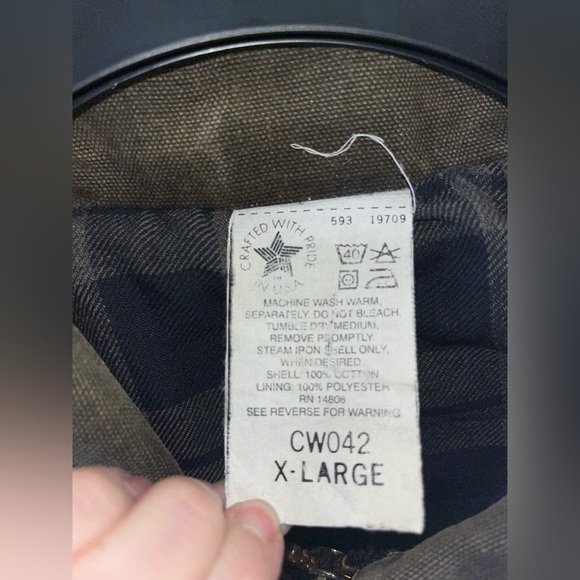 593 19709
CRAFTED WITH PRIDE
IN U.S.A.
40
MACHINE WASH WARM,
SEPARATELY. DO NOT BLEACH.
TUMBLE DRY MEDIUM,
REMOVE PROMPTLY.
STEAM IRON SHELL ONLY,
WHEN DESIRED.
SHELL: 100% COTTON
LINING: 100% POLYESTER
RN 14806
SEE REVERSE FOR WARNING
CW042
X-LARGE